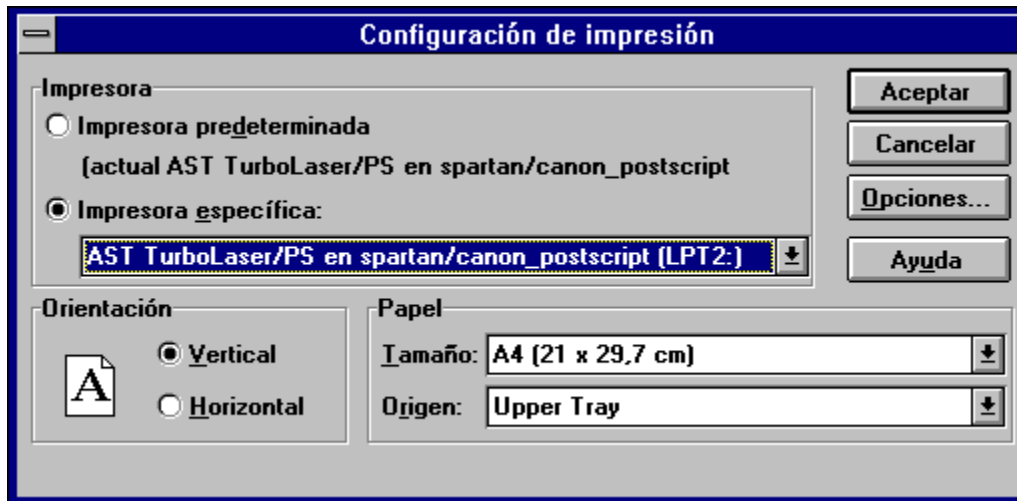 Configuración de impresión
Impresora
Impresora predeterminada
(actual AST TurboLaser/PS en spartan/canon_postscript
Impresora específica:
AST TurboLaser/PS en spartan/canon_postscript (LPT2:)
Aceptar
Cancelar
Opciones...
Ayuda
Orientación
A
Vertical
Horizontal
Papel
Tamaño: A4 (21 x 29,7 cm)
Origen: Upper Tray